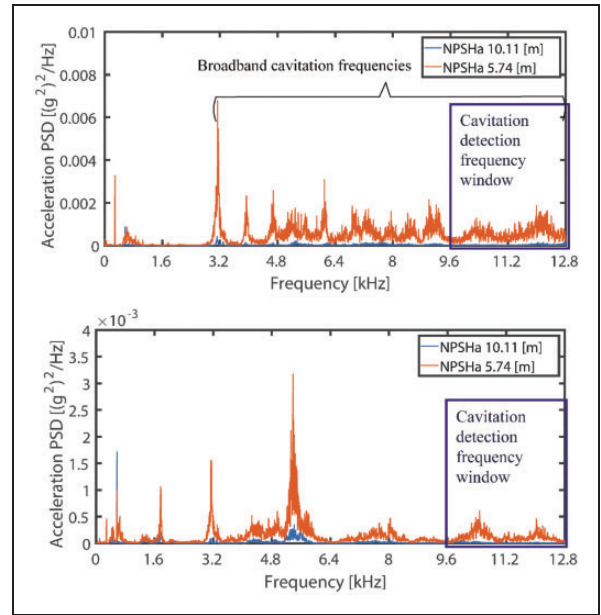 0.01
0.008
0.006
0.004
0.002
0
Acceleration PSD [(g²)²/Hz]
Broadband cavitation frequencies
NPSHa 10.11 [m]
NPSHa 5.74 [m]
Cavitation
detection
frequency
window
0 1.6 3.2 4.8 6.4 8 9.6 11.2 12.8
Frequency [kHz]
×10⁻³
4
3.5
3
2.5
2
1.5
1
0.5
0
Acceleration PSD [(g²)²/Hz]
NPSHa 10.11 [m]
NPSHa 5.74 [m]
Cavitation
detection
frequency
window
0 1.6 3.2 4.8 6.4 8 9.6 11.2 12.8
Frequency [kHz]